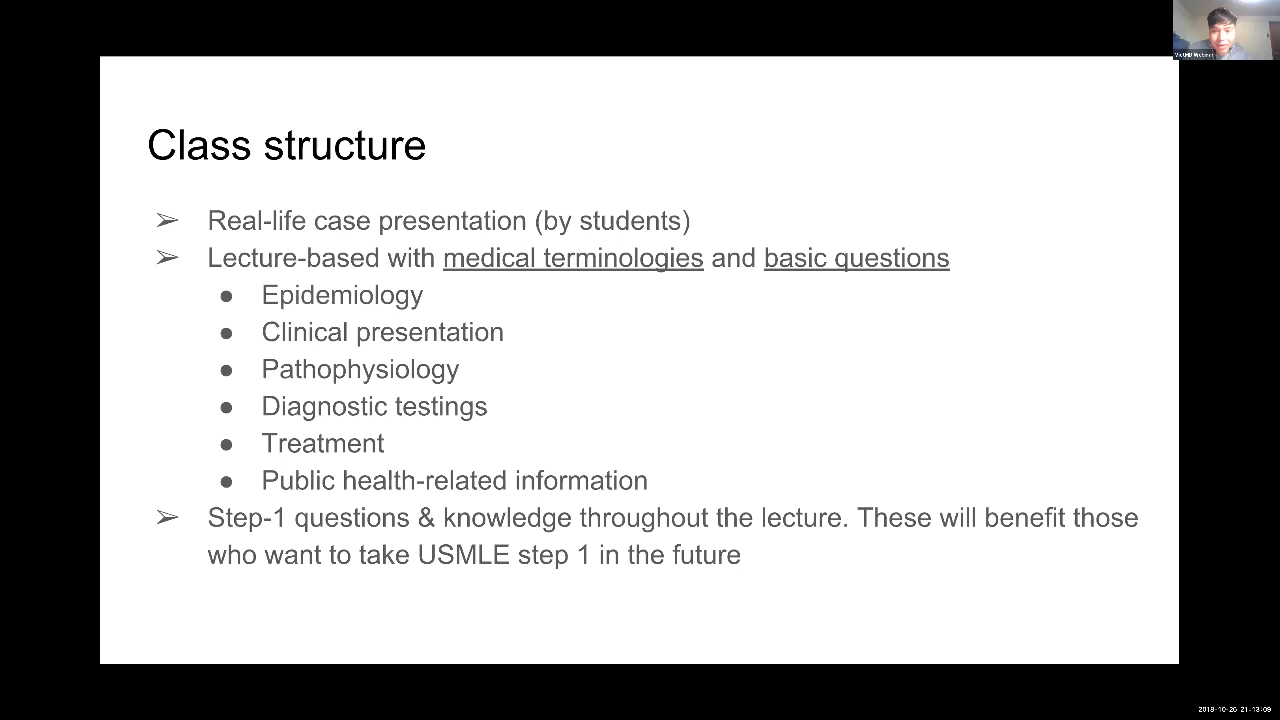 VietMD Webinar
Class structure
➢ Real-life case presentation (by students)
➢ Lecture-based with medical terminologies and basic questions
● Epidemiology
● Clinical presentation
● Pathophysiology
● Diagnostic testings
● Treatment
● Public health-related information
➢ Step-1 questions & knowledge throughout the lecture. These will benefit those
who want to take USMLE step 1 in the future
2018-10-26 21:13:09